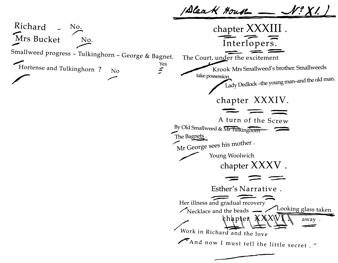 (Bleak House — No XI.)
Richard - No.
Mrs Bucket No.
Smallweed progress - Tulkinghorn - George & Bagnet.
Yes
Hortense and Tulkinghorn ? No
chapter XXXIII .
Interlopers.
The Court, under the excitement
Krook Mrs Smallweed's brother. Smallweeds
take possession.
Lady Dedlock -the young man-and the old man.
chapter XXXIV.
A turn of the Screw
By Old Smallweed & Mr Tulkinghorn
The Bagnets .
Mr George sees his mother .
Young Woolwich
chapter XXXV .
Esther's Narrative .
Her illness and gradual recovery
Necklace and the beads — Looking glass taken
chapter XXXVI away .
Work in Richard and the love
"And now I must tell the little secret . "